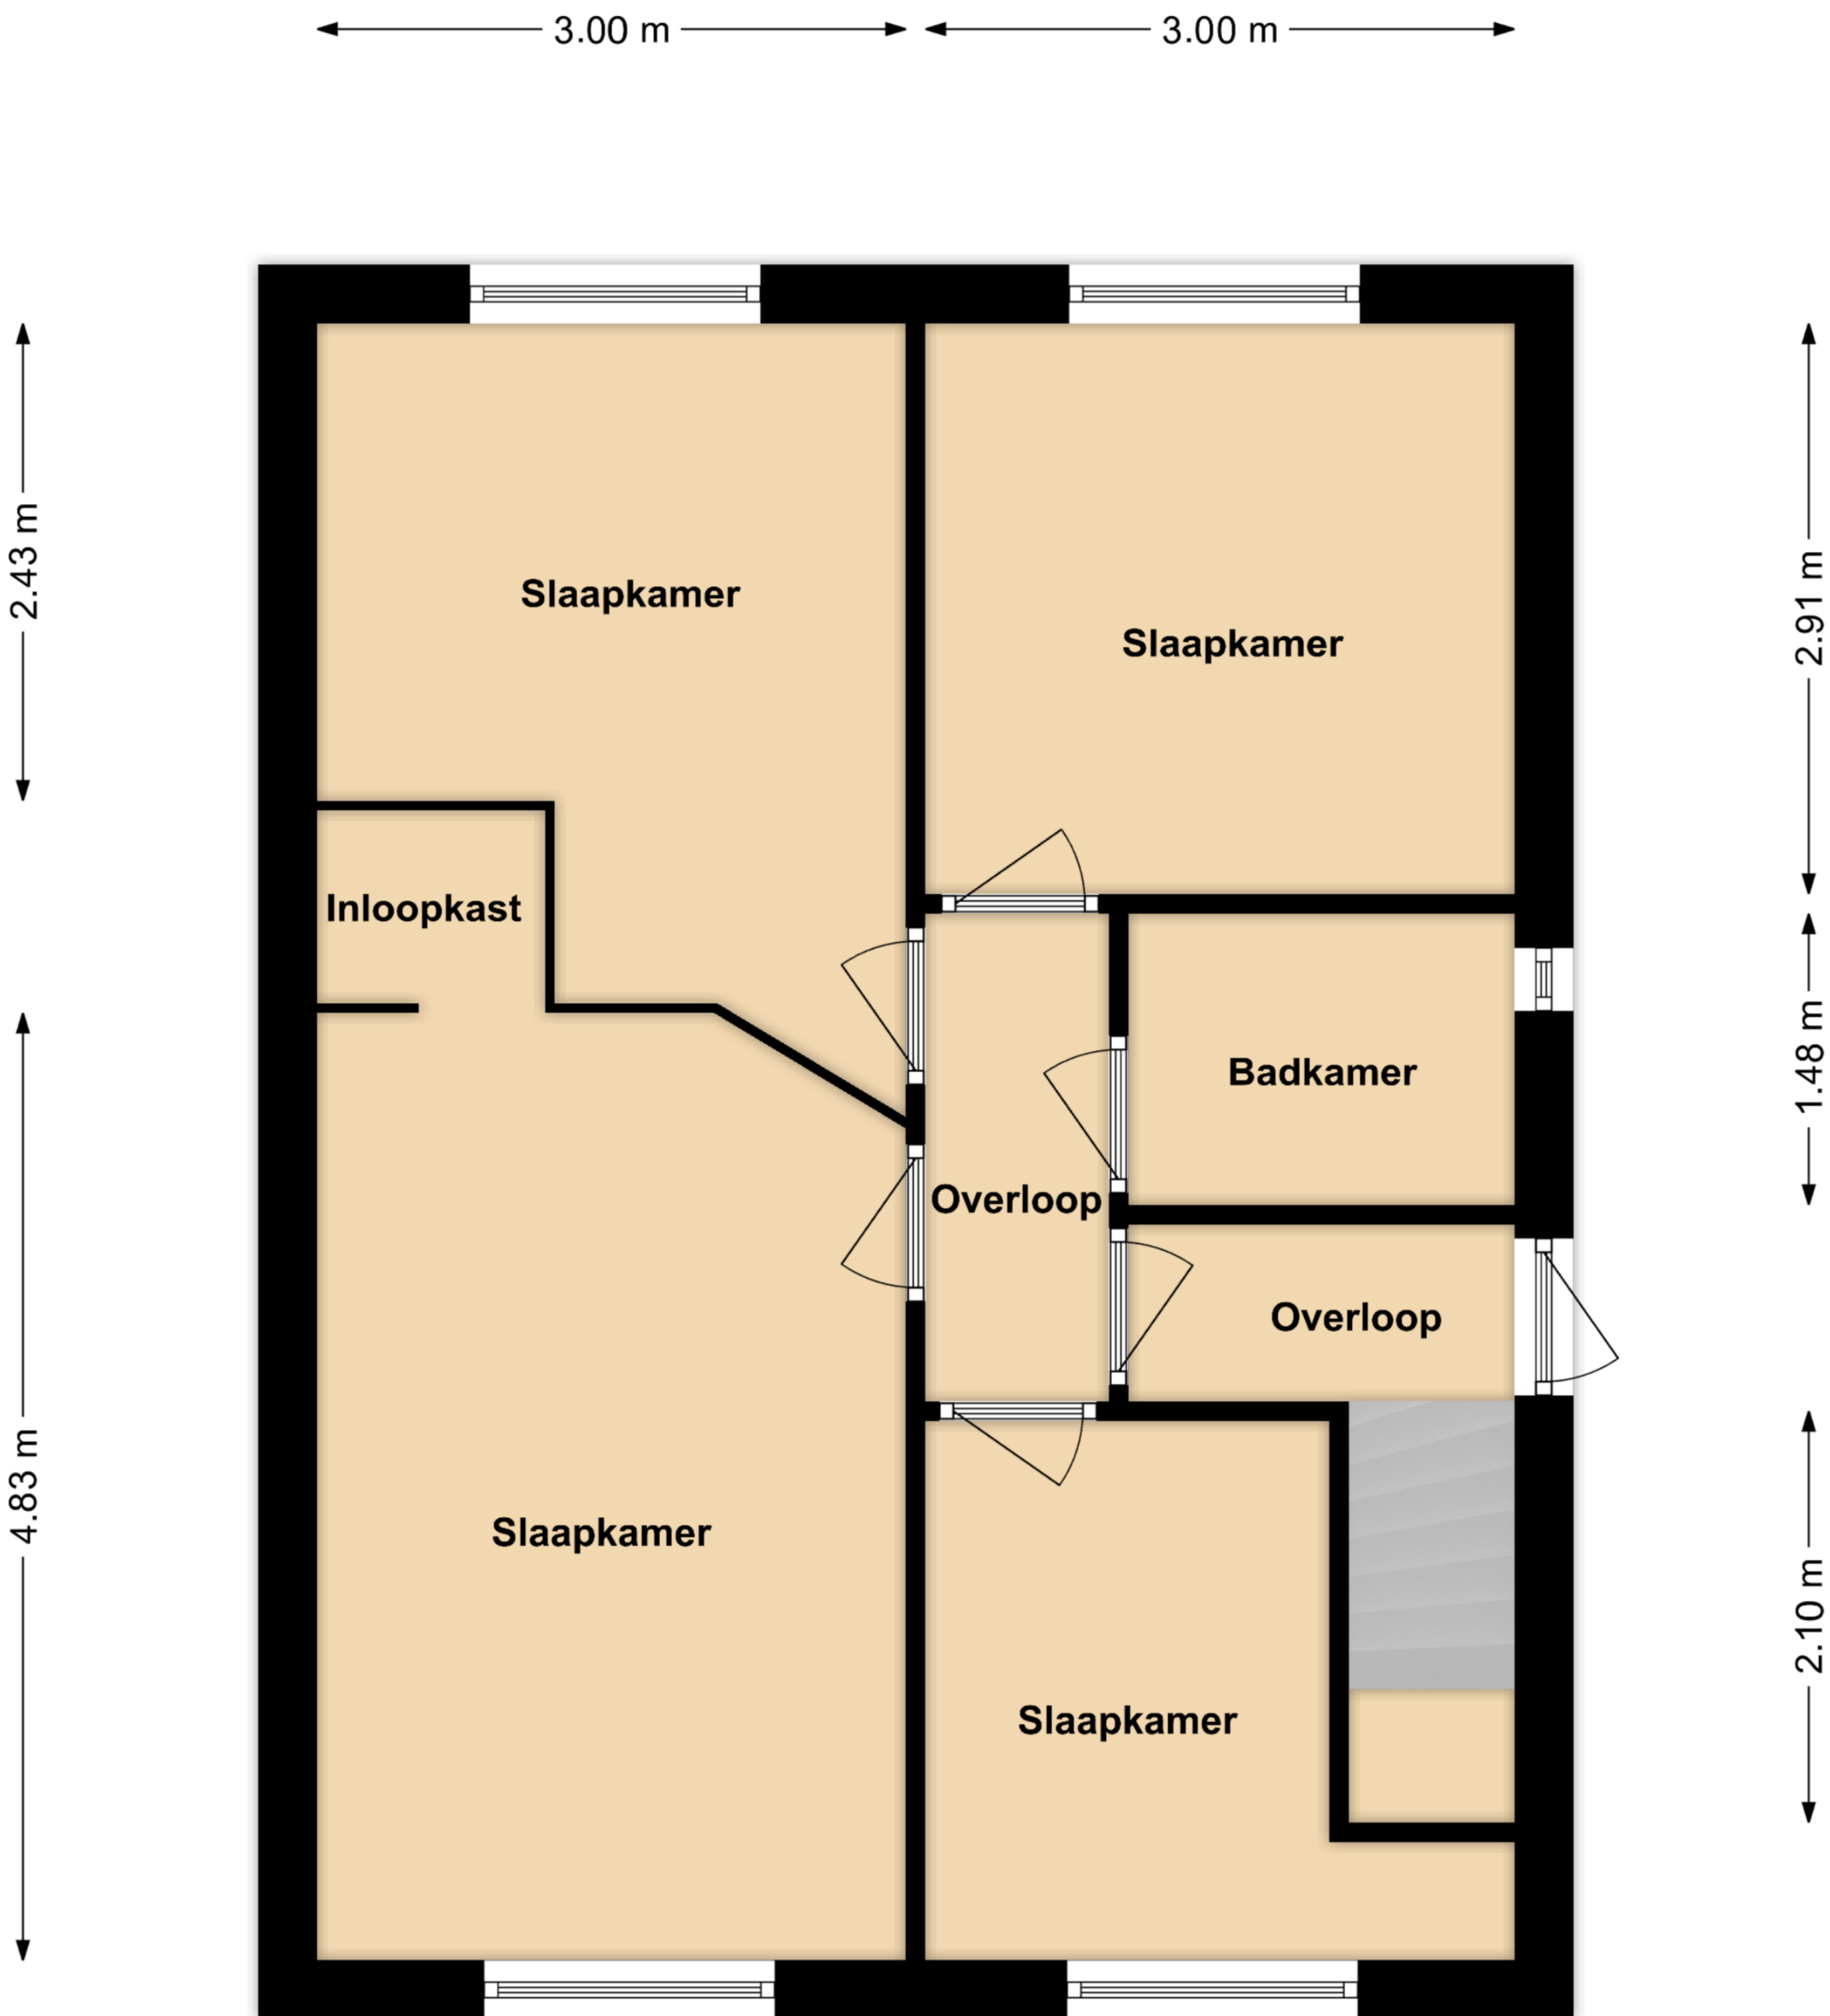 3.00 m
3.00 m
2.43 m
2.91 m
Slaapkamer
Slaapkamer
Inloopkast
1.48 m
Badkamer
Overloop
Overloop
4.83 m
Slaapkamer
2.10 m
Slaapkamer